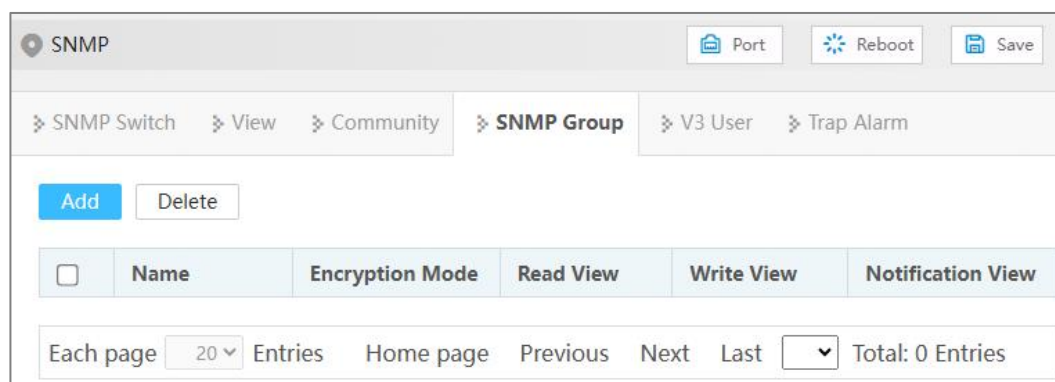 SNMP Port Reboot Save
SNMP Switch View Community SNMP Group V3 User Trap Alarm
Add Delete
Name Encryption Mode Read View Write View Notification View
Each page 20 Entries Home page Previous Next Last Total: 0 Entries